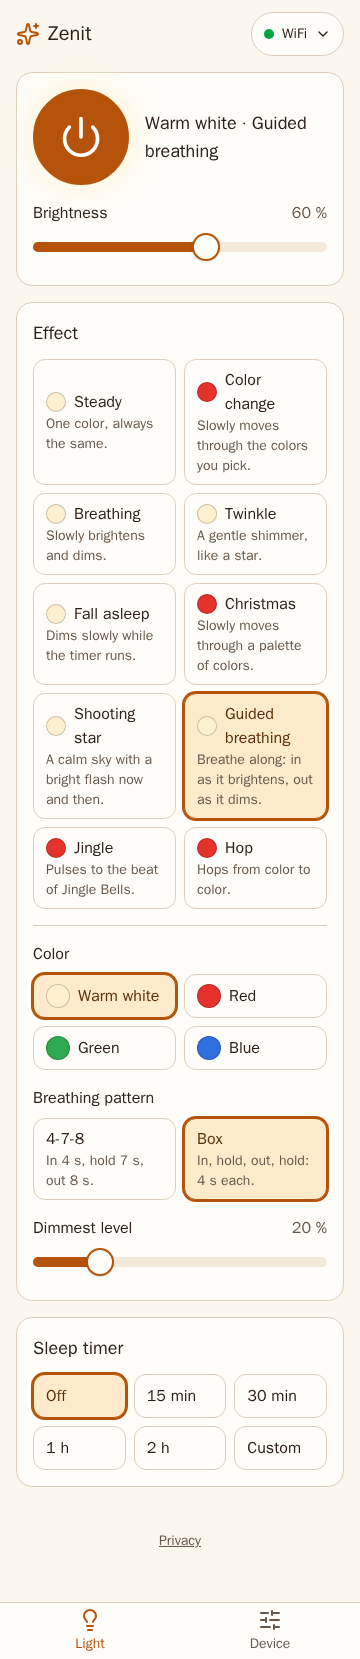 Zenit
WiFi
Warm white · Guided
breathing
Brightness
60 %
Effect
Steady
One color, always
the same.
Color
change
Slowly moves
through the colors
you pick.
Breathing
Slowly brightens
and dims.
Twinkle
A gentle shimmer,
like a star.
Fall asleep
Dims slowly while
the timer runs.
Christmas
Slowly moves
through a palette
of colors.
Shooting
star
A calm sky with a
bright flash now
and then.
Guided
breathing
Breathe along: in
as it brightens, out
as it dims.
Jingle
Pulses to the beat
of Jingle Bells.
Hop
Hops from color to
color.
Color
Warm white
Red
Green
Blue
Breathing pattern
4-7-8
In 4 s, hold 7 s,
out 8 s.
Box
In, hold, out, hold:
4 s each.
Dimmest level
20 %
Sleep timer
Off
15 min
30 min
1 h
2 h
Custom
Privacy
Light
Device